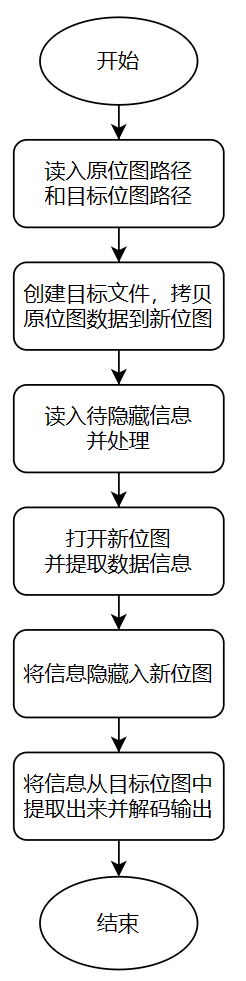 开始
读入原位图路径
和目标位图路径
创建目标文件，拷贝
原位图数据到新位图
读入待隐藏信息
并处理
打开新位图
并提取数据信息
将信息隐藏入新位图
将信息从目标位图中
提取出来并解码输出
结束